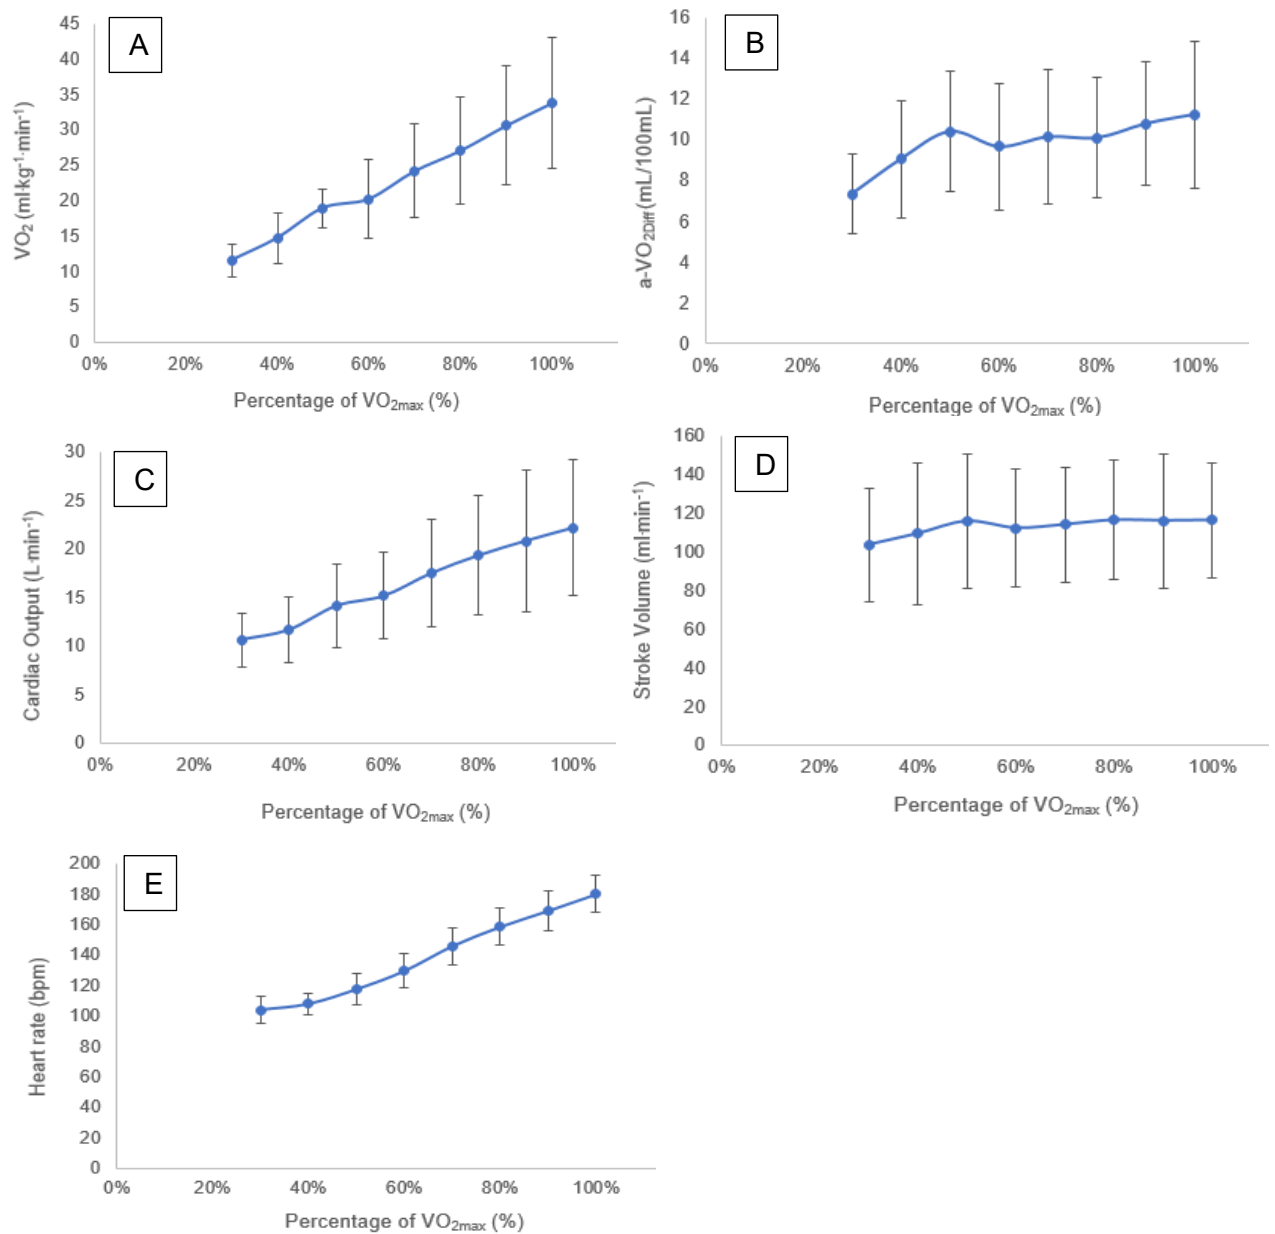 A
VO₂ (ml·kg⁻¹·min⁻¹)
45
40
35
30
25
20
15
10
5
0
0% 20% 40% 60% 80% 100%
Percentage of VO₂max (%)
B
a-VO₂Diff (mL/100mL)
16
14
12
10
8
6
4
2
0
0% 20% 40% 60% 80% 100%
Percentage of VO₂max (%)
C
Cardiac Output (L·min⁻¹)
30
25
20
15
10
5
0
0% 20% 40% 60% 80% 100%
Percentage of VO₂max (%)
D
Stroke Volume (ml·min⁻¹)
160
140
120
100
80
60
40
20
0
0% 20% 40% 60% 80% 100%
Percentage of VO₂max (%)
E
Heart rate (bpm)
200
180
160
140
120
100
80
60
40
20
0
0% 20% 40% 60% 80% 100%
Percentage of VO₂max (%)